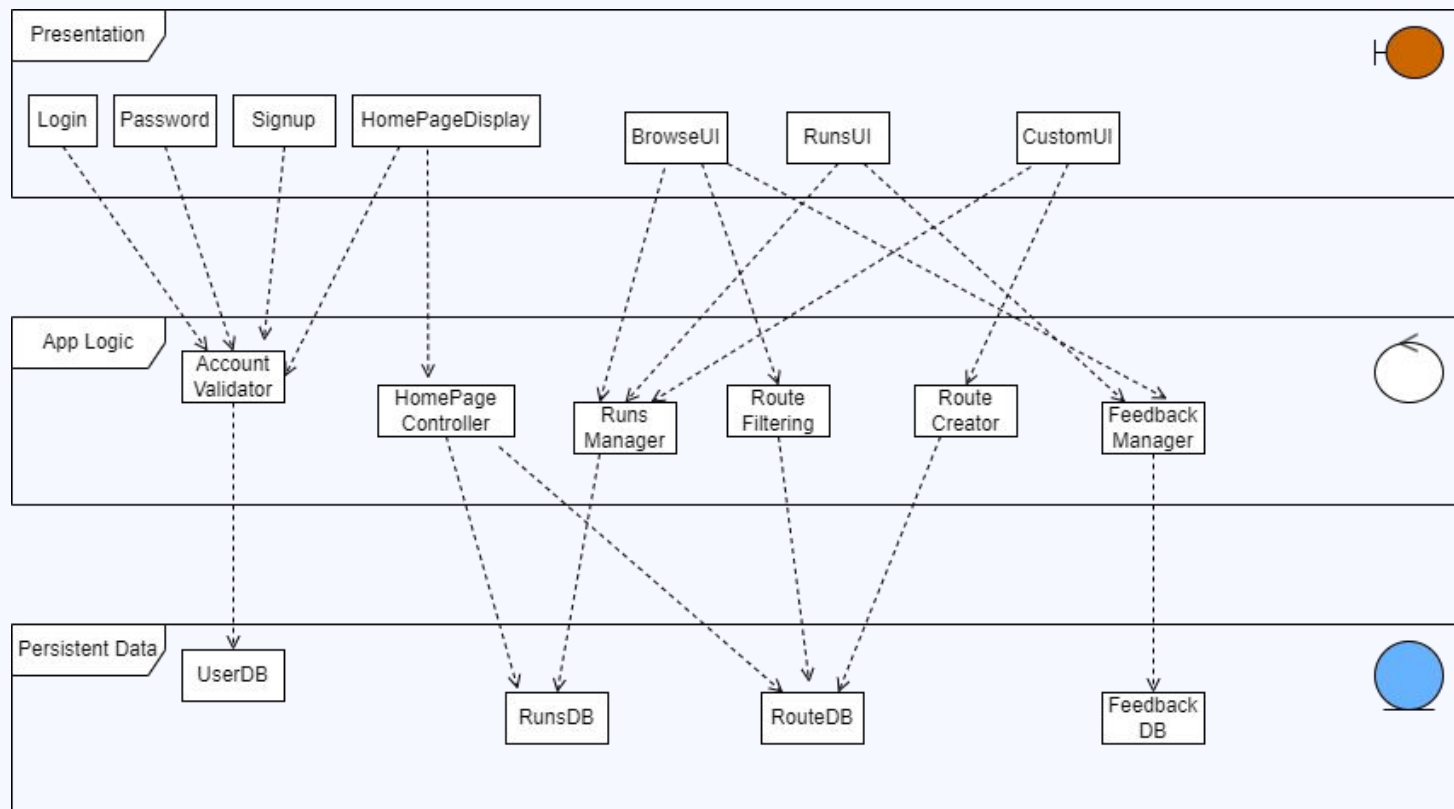 Presentation
Login
Password
Signup
HomePageDisplay
BrowseUI
RunsUI
CustomUI
App Logic
Account
Validator
HomePage
Controller
Runs
Manager
Route
Filtering
Route
Creator
Feedback
Manager
Persistent Data
UserDB
RunsDB
RouteDB
Feedback
DB